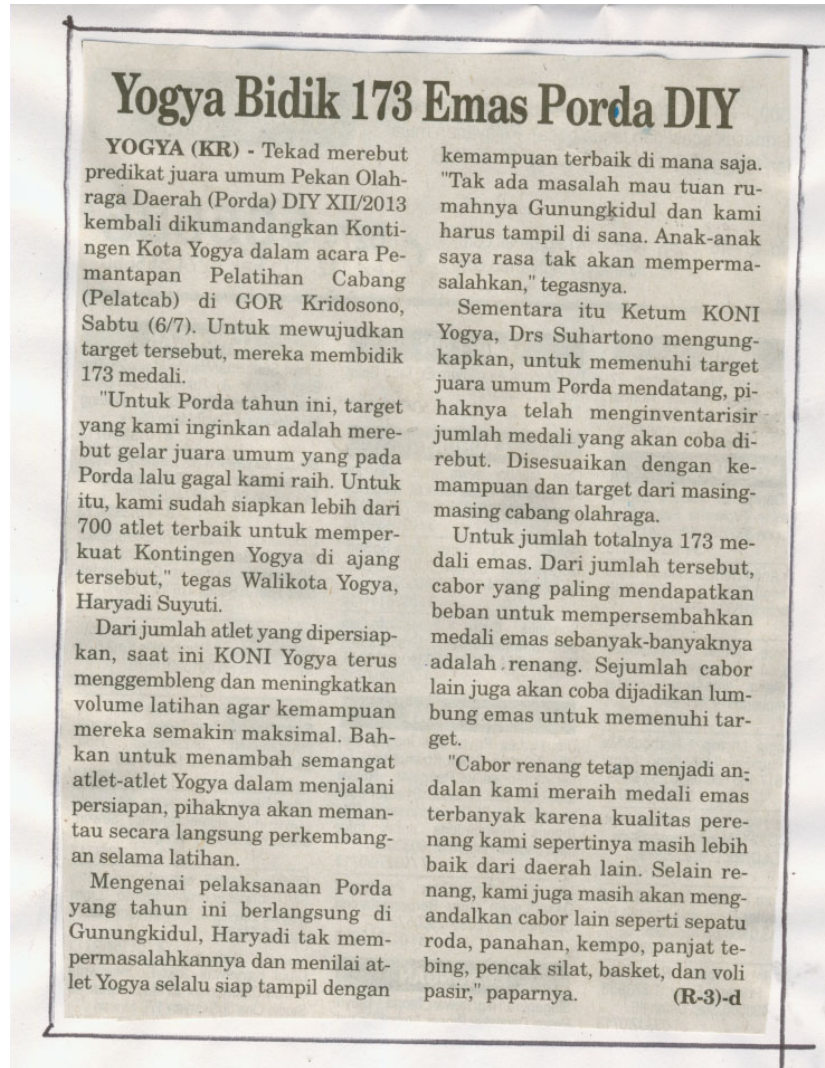 Yogya Bidik 173 Emas Porda DIY
YOGYA (KR) - Tekad merebut
predikat juara umum Pekan Olah-
raga Daerah (Porda) DIY XII/2013
kembali dikumandangkan Konti-
ngen Kota Yogya dalam acara Pe-
mantapan Pelatihan Cabang
(Pelatcab) di GOR Kridosono,
Sabtu (6/7). Untuk mewujudkan
target tersebut, mereka membidik
173 medali.
"Untuk Porda tahun ini, target
yang kami inginkan adalah mere-
but gelar juara umum yang pada
Porda lalu gagal kami raih. Untuk
itu, kami sudah siapkan lebih dari
700 atlet terbaik untuk memper-
kuat Kontingen Yogya di ajang
tersebut," tegas Walikota Yogya,
Haryadi Suyuti.
Dari jumlah atlet yang dipersiap-
kan, saat ini KONI Yogya terus
menggembleng dan meningkatkan
volume latihan agar kemampuan
mereka semakin maksimal. Bah-
kan untuk menambah semangat
atlet-atlet Yogya dalam menjalani
persiapan, pihaknya akan meman-
tau secara langsung perkembang-
an selama latihan.
Mengenai pelaksanaan Porda
yang tahun ini berlangsung di
Gunungkidul, Haryadi tak mem-
permasalahkannya dan menilai at-
let Yogya selalu siap tampil dengan
kemampuan terbaik di mana saja.
"Tak ada masalah mau tuan ru-
mahnya Gunungkidul dan kami
harus tampil di sana. Anak-anak
saya rasa tak akan memperma-
salahkan," tegasnya.
Sementara itu Ketum KONI
Yogya, Drs Suhartono mengung-
kapkan, untuk memenuhi target
juara umum Porda mendatang, pi-
haknya telah menginventarisir
jumlah medali yang akan coba di-
rebut. Disesuaikan dengan ke-
mampuan dan target dari masing-
masing cabang olahraga.
Untuk jumlah totalnya 173 me-
dali emas. Dari jumlah tersebut,
cabor yang paling mendapatkan
beban untuk mempersembahkan
medali emas sebanyak-banyaknya
adalah renang. Sejumlah cabor
lain juga akan coba dijadikan lum-
bung emas untuk memenuhi tar-
get.
"Cabor renang tetap menjadi an-
dalan kami meraih medali emas
terbanyak karena kualitas pere-
nang kami sepertinya masih lebih
baik dari daerah lain. Selain re-
nang, kami juga masih akan meng-
andalkan cabor lain seperti sepatu
roda, panahan, kempo, panjat te-
bing, pencak silat, basket, dan voli
pasir," paparnya. (R-3)-d